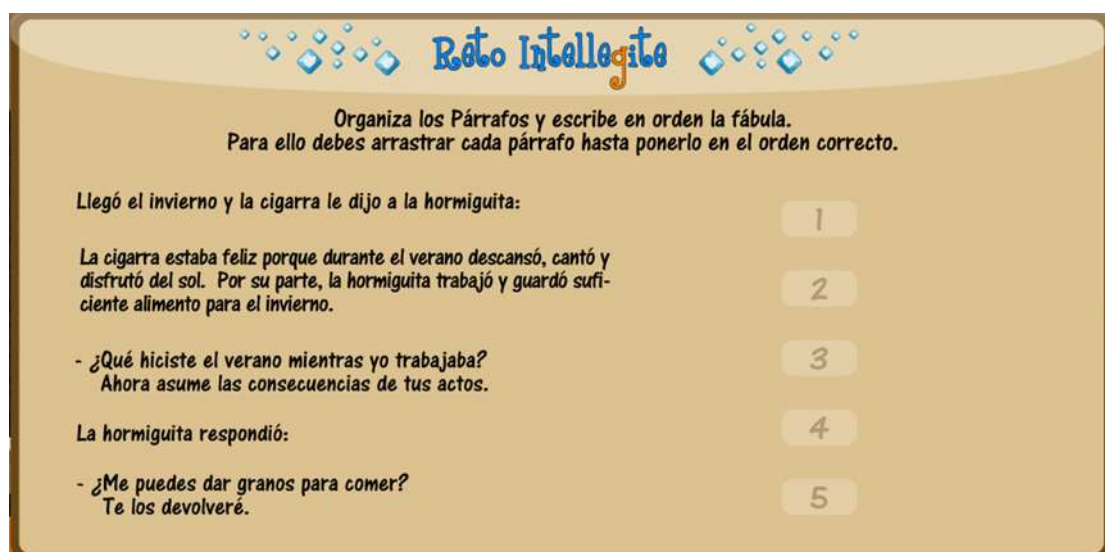 Reto Intellegite
Organiza los Párrafos y escribe en orden la fábula.
Para ello debes arrastrar cada párrafo hasta ponerlo en el orden correcto.
Llegó el invierno y la cigarra le dijo a la hormiguita:
1
La cigarra estaba feliz porque durante el verano descansó, cantó y
disfrutó del sol. Por su parte, la hormiguita trabajó y guardó sufi-
ciente alimento para el invierno.
2
- ¿Qué hiciste el verano mientras yo trabajaba?
Ahora asume las consecuencias de tus actos.
3
La hormiguita respondió:
4
- ¿Me puedes dar granos para comer?
Te los devolveré.
5